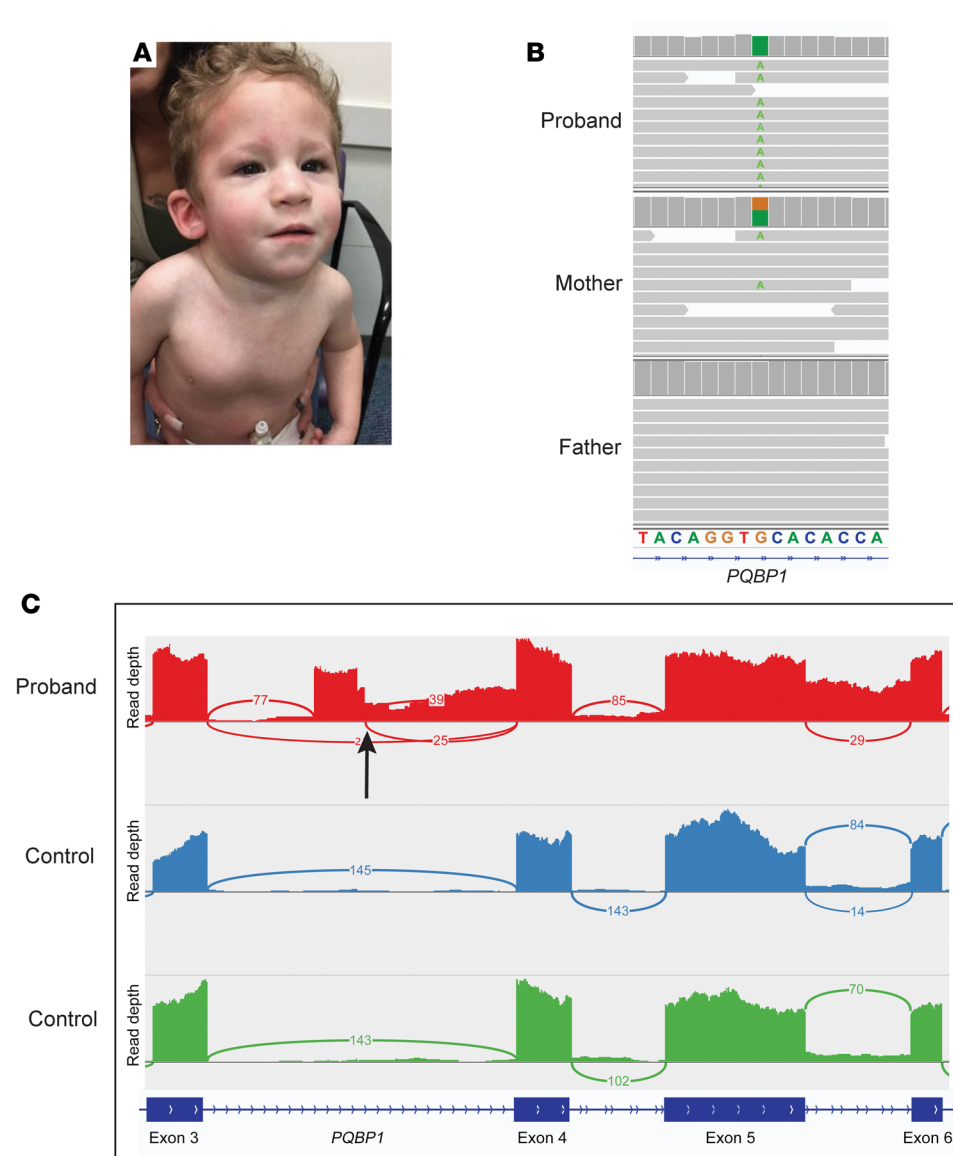 A
B
Proband
A
A
A
A
A
A
A
A
A
Mother
A
A
Father
TACAGGTGCACACCA
PQBP1
C
Proband
Read depth
77
39
85
2
25
29
Control
Read depth
145
84
143
14
Control
Read depth
143
70
102
Exon 3
PQBP1
Exon 4
Exon 5
Exon 6